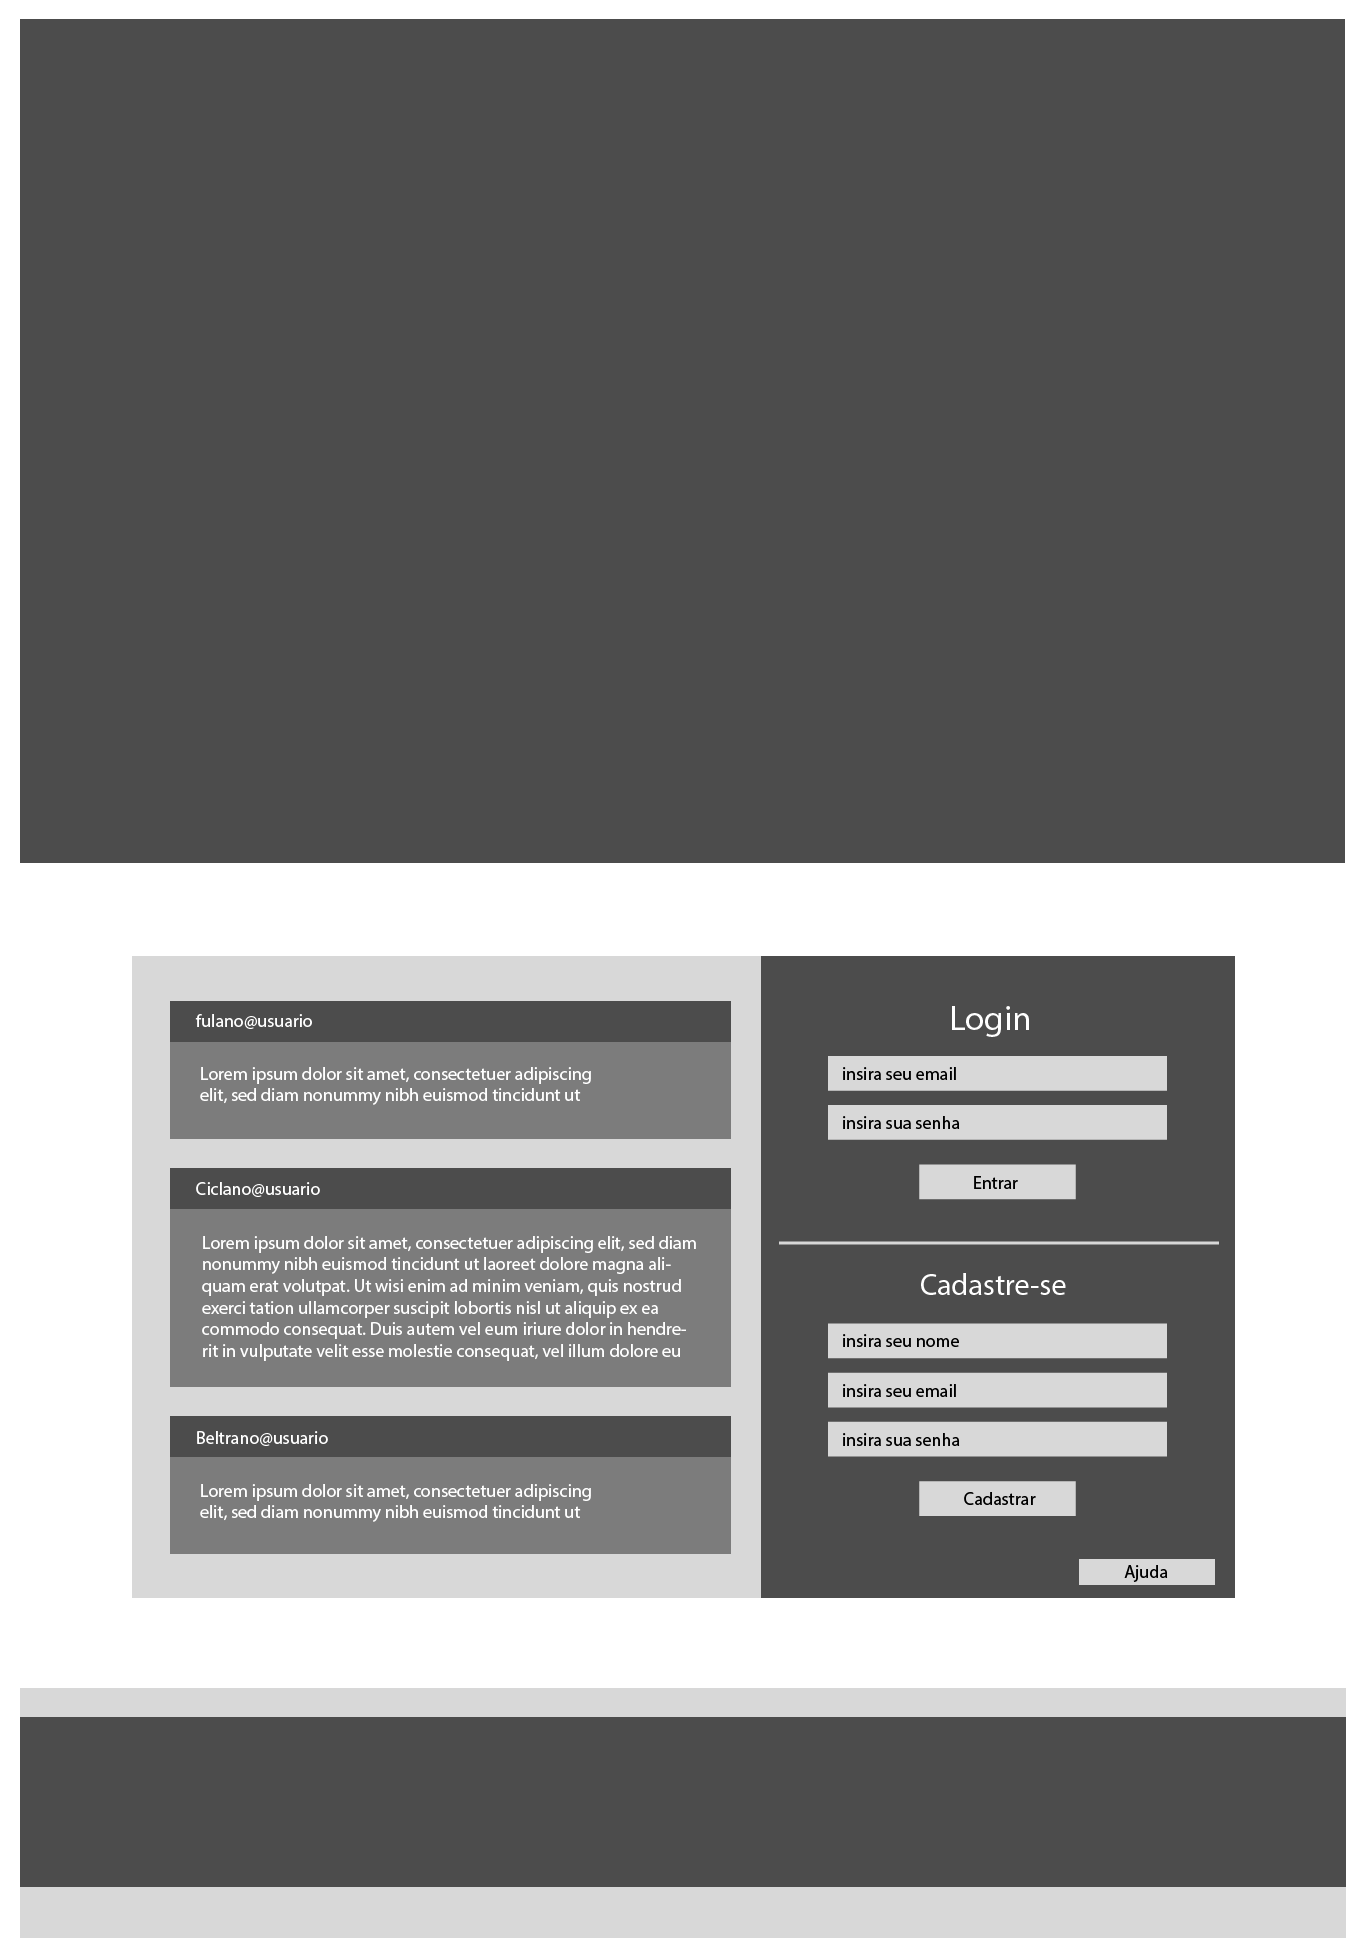 fulano@usuario
Lorem ipsum dolor sit amet, consectetuer adipiscing
elit, sed diam nonummy nibh euismod tincidunt ut
Ciclano@usuario
Lorem ipsum dolor sit amet, consectetuer adipiscing elit, sed diam
nonummy nibh euismod tincidunt ut laoreet dolore magna ali-
quam erat volutpat. Ut wisi enim ad minim veniam, quis nostrud
exerci tation ullamcorper suscipit lobortis nisl ut aliquip ex ea
commodo consequat. Duis autem vel eum iriure dolor in hendre-
rit in vulputate velit esse molestie consequat, vel illum dolore eu
Beltrano@usuario
Lorem ipsum dolor sit amet, consectetuer adipiscing
elit, sed diam nonummy nibh euismod tincidunt ut
Login
insira seu email
insira sua senha
Entrar
Cadastre-se
insira seu nome
insira seu email
insira sua senha
Cadastrar
Ajuda